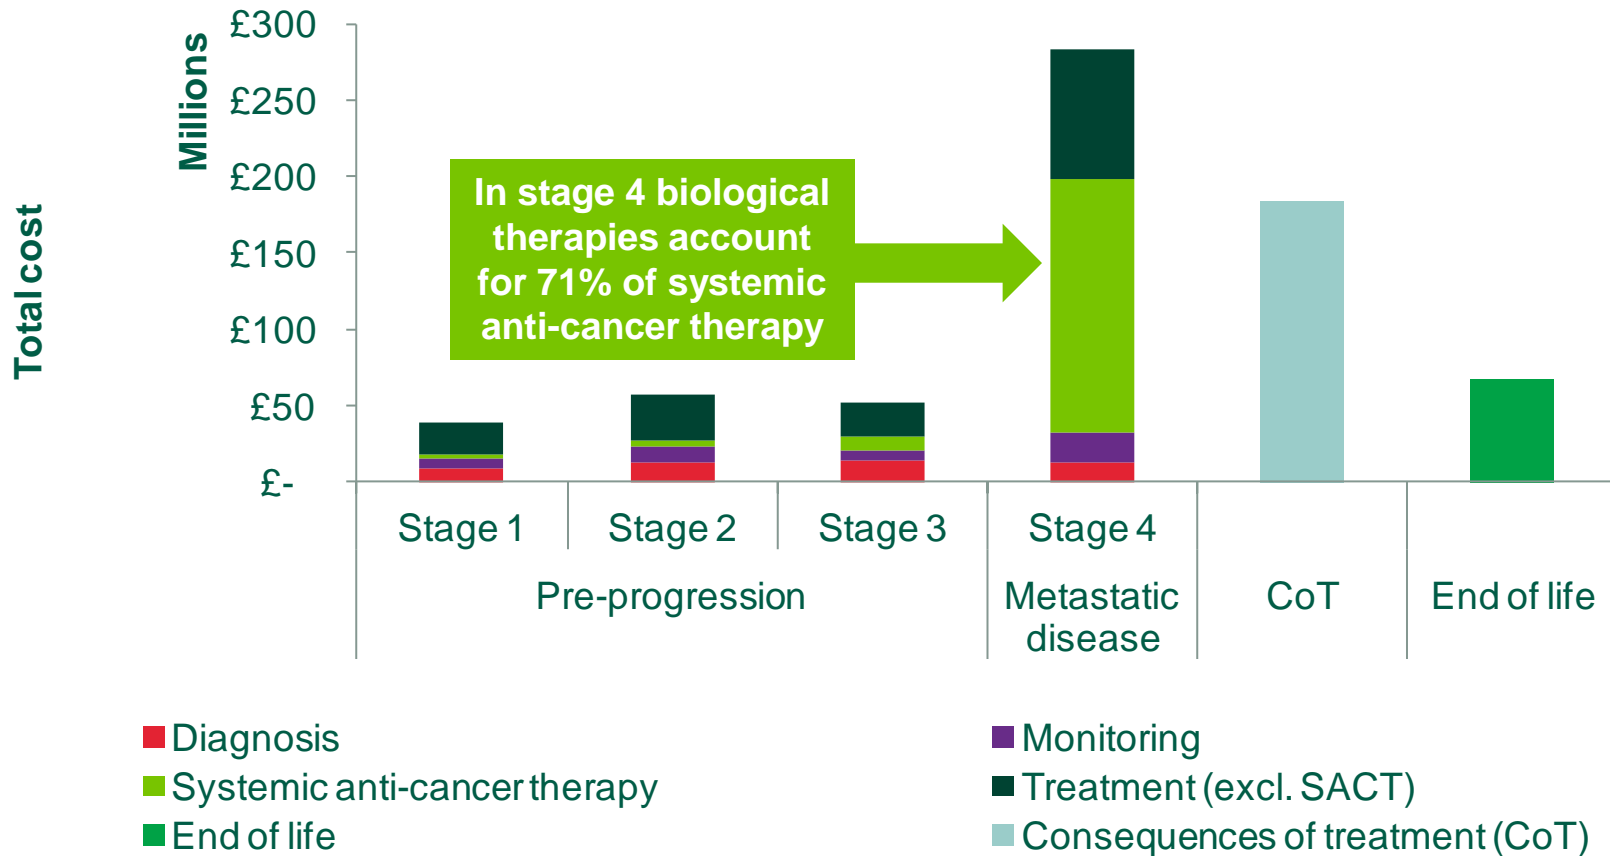 Total cost
Millions
£300
£250
£200
£150
£100
£50
£-
In stage 4 biological
therapies account
for 71% of systemic
anti-cancer therapy
Stage 1
Stage 2
Stage 3
Stage 4
Pre-progression
Metastatic
disease
CoT
End of life
Diagnosis
Monitoring
Systemic anti-cancer therapy
Treatment (excl. SACT)
End of life
Consequences of treatment (CoT)